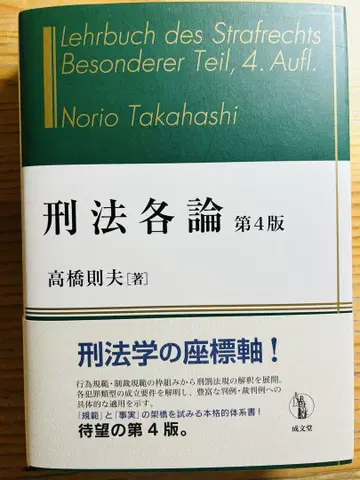 Lehrbuch des Strafrechts
Besonderer Teil, 4. Aufl.
Norio Takahashi
刑法各論 第4版
高橋則夫[著]
刑法学の座標軸！
行為規範・制裁規範の枠組みから刑罰法規の解釈を展開。
各犯罪類型の成立要件を解明し、豊富な判例・裁判例への
具体的な適用を示す。
「規範」と「事実」の架橋を試みる本格的体系書！
待望の第4版。
成文堂